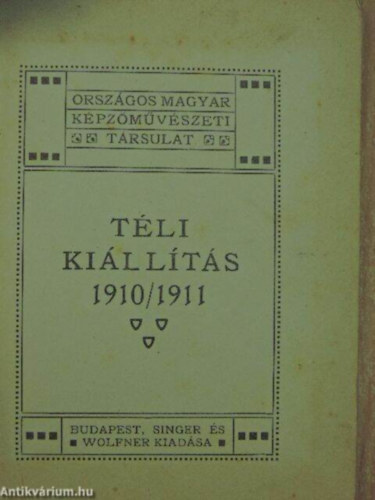 ORSZÁGOS MAGYAR
KÉPZŐMŰVÉSZETI
TÁRSULAT
TÉLI
KIÁLLÍTÁS
1910/1911
BUDAPEST, SINGER ÉS
WOLFNER KIADÁSA
Antikvárium.hu